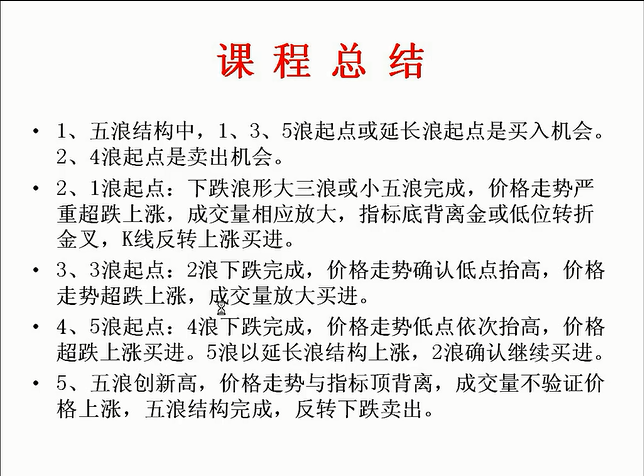 课程总结
• 1、五浪结构中，1、3、5浪起点或延长浪起点是买入机会。
2、4浪起点是卖出机会。
• 2、1浪起点：下跌浪形大三浪或小五浪完成，价格走势严
重超跌上涨，成交量相应放大，指标底背离金或低位转折
金叉，K线反转上涨买进。
• 3、3浪起点：2浪下跌完成，价格走势确认低点抬高，价格
走势超跌上涨，成交量放大买进。
• 4、5浪起点：4浪下跌完成，价格走势低点依次抬高，价格
超跌上涨买进。5浪以延长浪结构上涨，2浪确认继续买进。
• 5、五浪创新高，价格走势与指标顶背离，成交量不验证价
格上涨，五浪结构完成，反转下跌卖出。